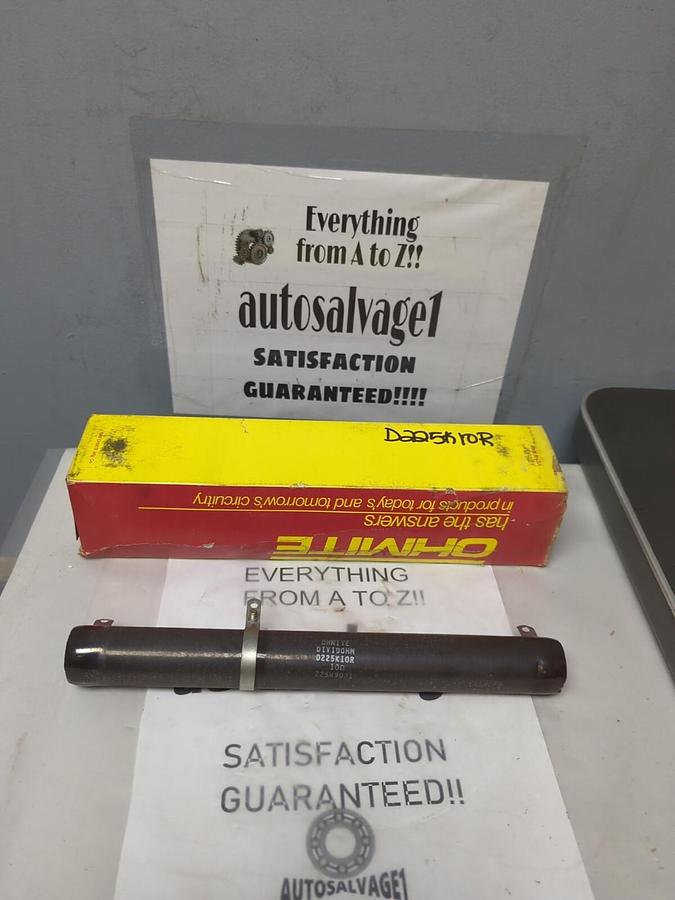 Everything
from A to Z!!
autosalvage1
SATISFACTION
GUARANTEED!!!!
D225K10R
OHMITE
has the answers
in products for today's and tomorrow's circuitry
EVERYTHING
FROM A TO Z!!
OHMITE
DIVIDOHM
D225K10R
10Ω
SATISFACTION
GUARANTEED!!
AUTOSALVAGE1